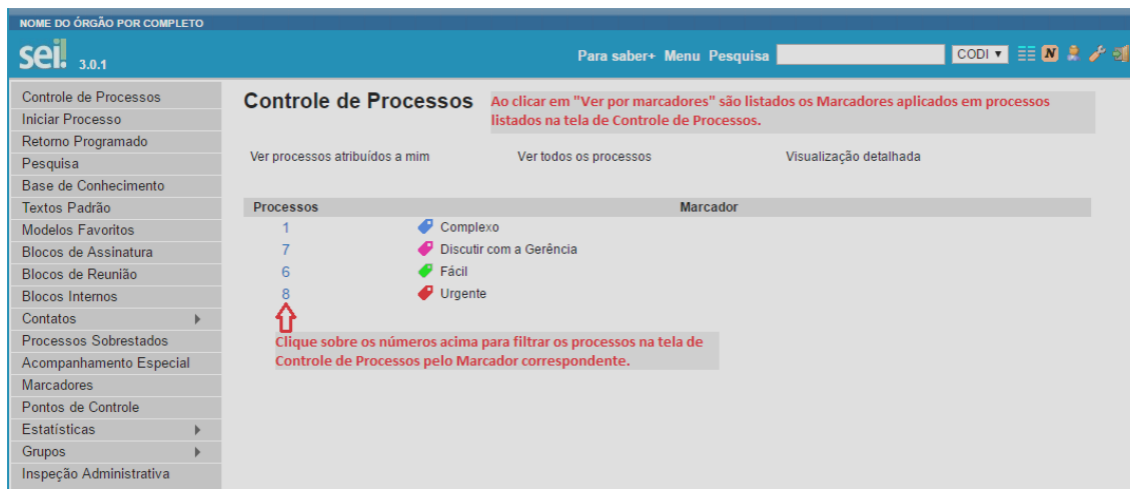 NOME DO ÓRGÃO POR COMPLETO
sei! 3.0.1
Para saber+ Menu Pesquisa CODI
Controle de Processos
Iniciar Processo
Retorno Programado
Pesquisa
Base de Conhecimento
Textos Padrão
Modelos Favoritos
Blocos de Assinatura
Blocos de Reunião
Blocos Internos
Contatos
Processos Sobrestados
Acompanhamento Especial
Marcadores
Pontos de Controle
Estatísticas
Grupos
Inspeção Administrativa
Controle de Processos
Ao clicar em "Ver por marcadores" são listados os Marcadores aplicados em processos
listados na tela de Controle de Processos.
Ver processos atribuídos a mim Ver todos os processos Visualização detalhada
Processos Marcador
1 Complexo
7 Discutir com a Gerência
6 Fácil
8 Urgente
Clique sobre os números acima para filtrar os processos na tela de
Controle de Processos pelo Marcador correspondente.